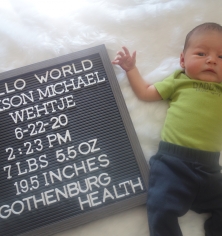 LLO WORLD
KSON MICHAEL
WEHTJE
6-22-20
2:23 PM
7 LBS 5.5 OZ
19.5 INCHES
GOTHENBURG
HEALTH